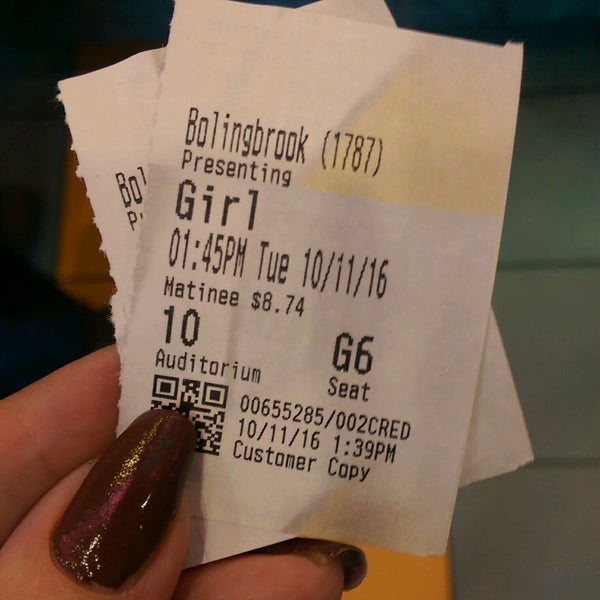 Bolingbrook (1787)
Presenting
Girl
01:45PM Tue 10/11/16
Matinee $8.74
10 G6
Auditorium Seat
00655285/002CRED
10/11/16 1:39PM
Customer Copy
Bol
P